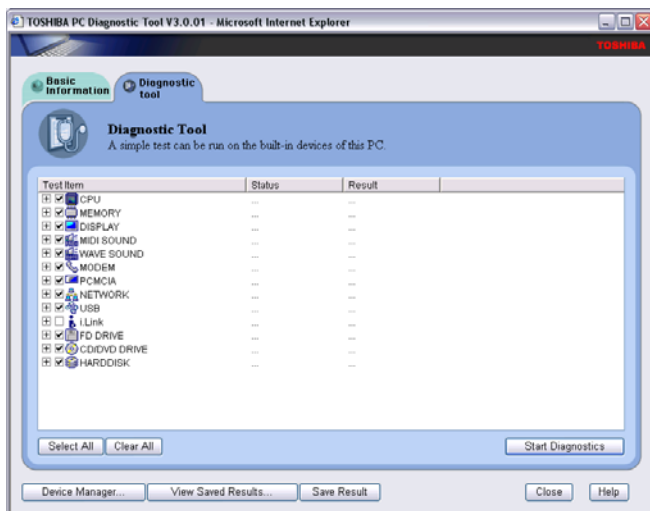 TOSHIBA PC Diagnostic Tool V3.0.01 - Microsoft Internet Explorer
TOSHIBA
Basic Information
Diagnostic tool
Diagnostic Tool
A simple test can be run on the built-in devices of this PC.
Test Item Status Result
CPU ... ...
MEMORY ... ...
DISPLAY ... ...
MIDI SOUND ... ...
WAVE SOUND ... ...
MODEM ... ...
PCMCIA ... ...
NETWORK ... ...
USB ... ...
i.Link ... ...
FD DRIVE ... ...
CD/DVD DRIVE ... ...
HARDDISK ... ...
Select All Clear All Start Diagnostics
Device Manager... View Saved Results... Save Result Close Help